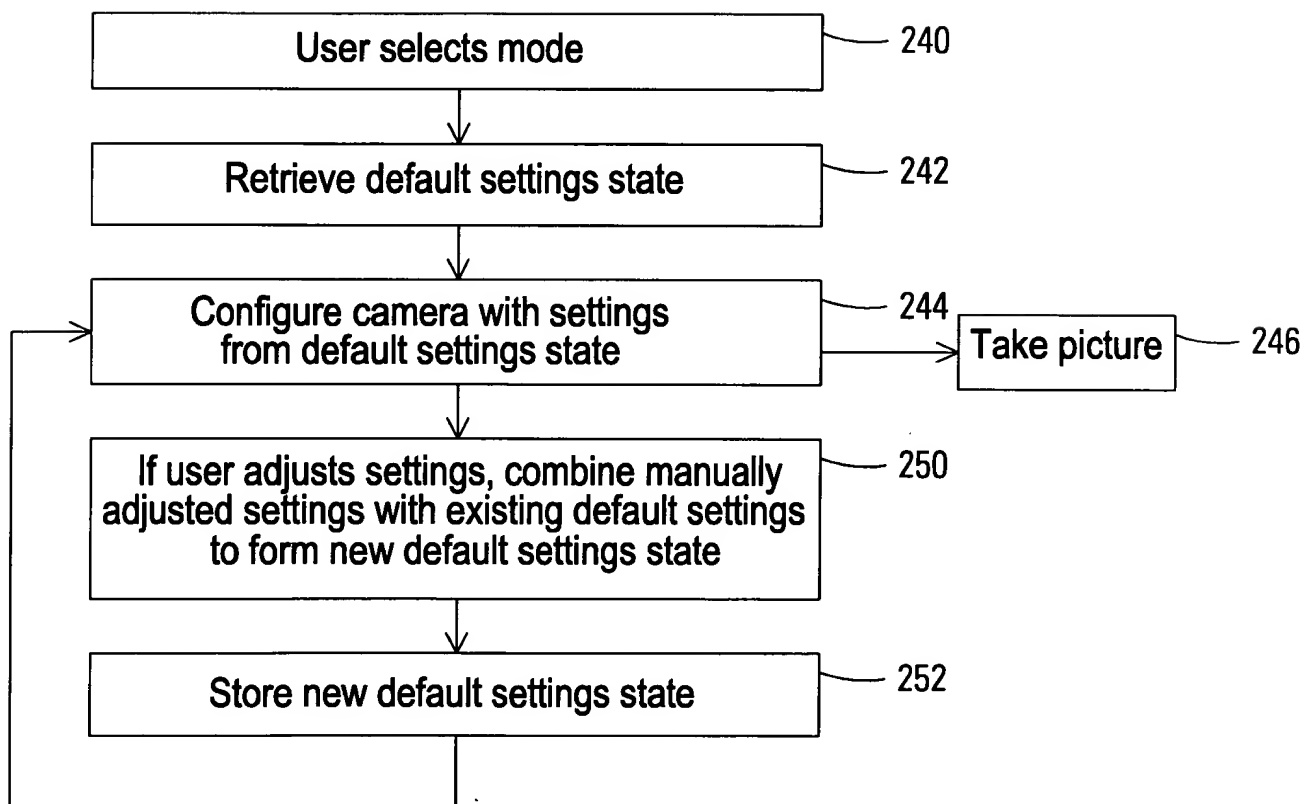 User selects mode
240
Retrieve default settings state
242
Configure camera with settings
from default settings state
244
Take picture
246
If user adjusts settings, combine manually
adjusted settings with existing default settings
to form new default settings state
250
Store new default settings state
252